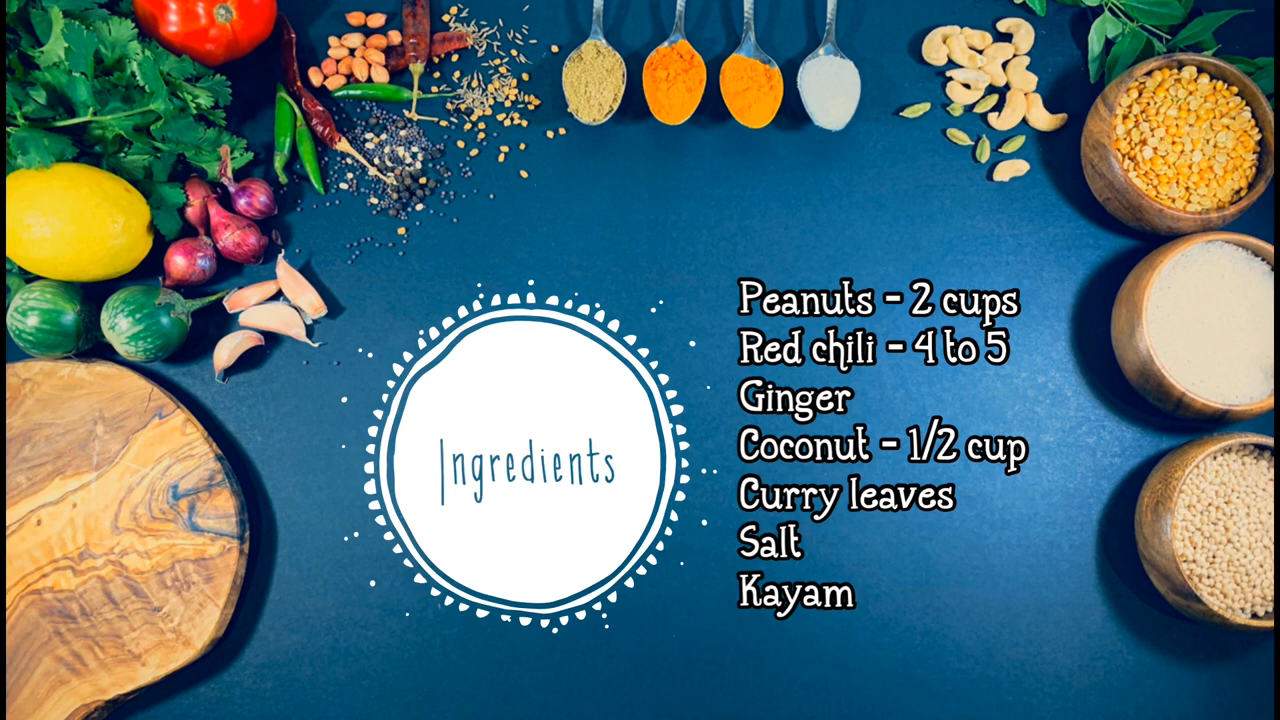 Ingredients
Peanuts - 2 cups
Red chili - 4 to 5
Ginger
Coconut - 1/2 cup
Curry leaves
Salt
Kayam